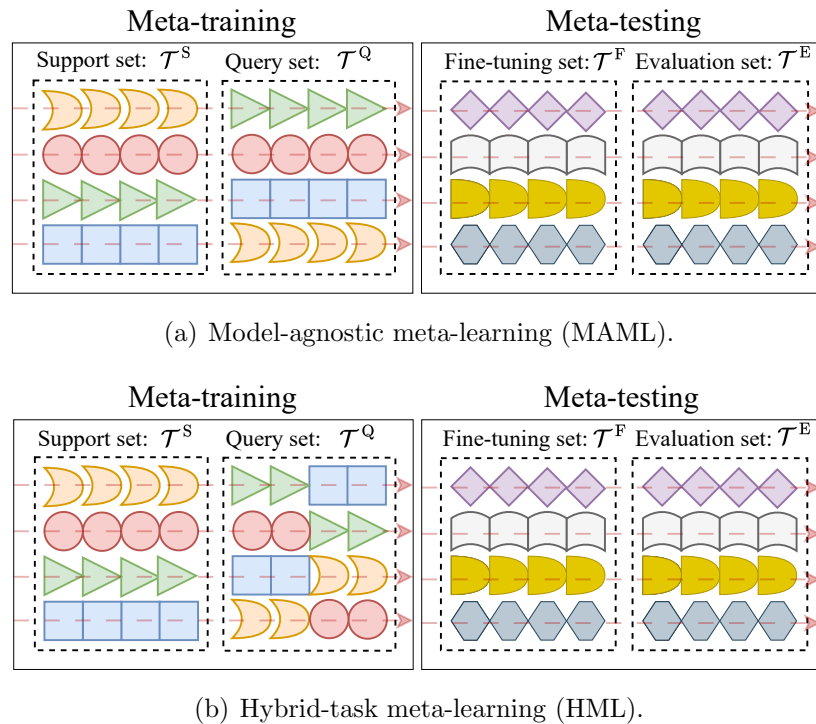 Meta-training Meta-testing
Support set: 𝒯^S Query set: 𝒯^Q Fine-tuning set: 𝒯^F Evaluation set: 𝒯^E
(a) Model-agnostic meta-learning (MAML).
Meta-training Meta-testing
Support set: 𝒯^S Query set: 𝒯^Q Fine-tuning set: 𝒯^F Evaluation set: 𝒯^E
(b) Hybrid-task meta-learning (HML).